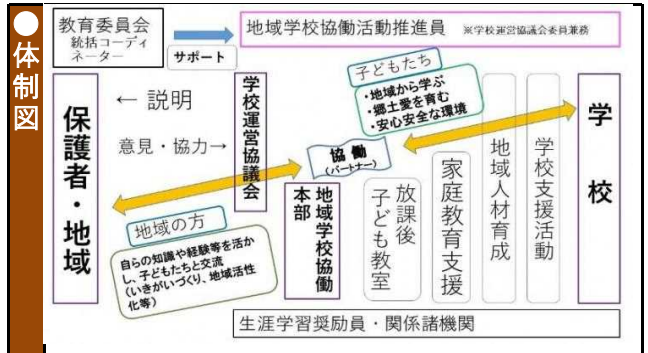 ●体制図
教育委員会
統括コーディ
ネーター
サポート
地域学校協働活動推進員 ※学校運営協議会委員兼務
保護者・地域
← 説明
意見・協力→
学校運営協議会
子どもたち
・地域から学ぶ
・郷土愛を育む
・安心安全な環境
協働
(パートナー)
地域の方
自らの知識や経験等を活か
し、子どもたちと交流
(いきがいづくり、地域活性
化等)
地域学校協働
本部
放課後
子ども教室
家庭教育支援
地域人材育成
学校支援活動
学校
生涯学習奨励員・関係諸機関